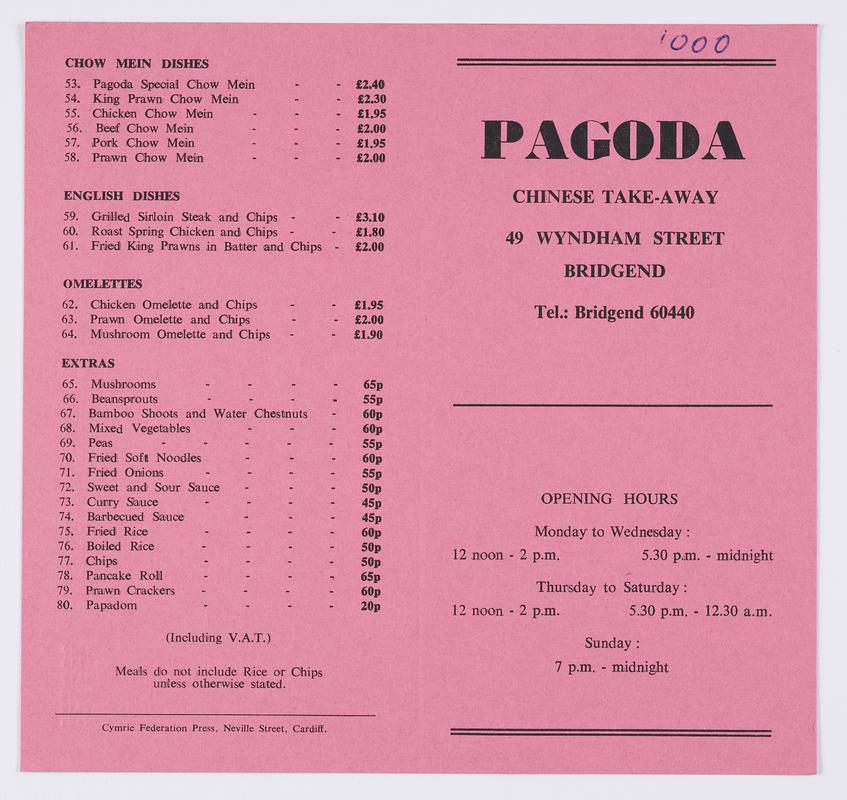 CHOW MEIN DISHES
53. Pagoda Special Chow Mein - - £2.40
54. King Prawn Chow Mein - - £2.30
55. Chicken Chow Mein - - - £1.95
56. Beef Chow Mein - - - £2.00
57. Pork Chow Mein - - - £1.95
58. Prawn Chow Mein - - - £2.00
ENGLISH DISHES
59. Grilled Sirloin Steak and Chips - - £3.10
60. Roast Spring Chicken and Chips - - £1.80
61. Fried King Prawns in Batter and Chips - £2.00
OMELETTES
62. Chicken Omelette and Chips - - £1.95
63. Prawn Omelette and Chips - - £2.00
64. Mushroom Omelette and Chips - - £1.90
EXTRAS
65. Mushrooms - - - - 65p
66. Beansprouts - - - - 55p
67. Bamboo Shoots and Water Chestnuts - 60p
68. Mixed Vegetables - - - 60p
69. Peas - - - - - 55p
70. Fried Soft Noodles - - - - 60p
71. Fried Onions - - - - 55p
72. Sweet and Sour Sauce - - - 50p
73. Curry Sauce - - - - 45p
74. Barbecued Sauce - - - 45p
75. Fried Rice - - - - 60p
76. Boiled Rice - - - - 50p
77. Chips - - - - 50p
78. Pancake Roll - - - - 65p
79. Prawn Crackers - - - - 60p
80. Papadom - - - - 20p
(Including V.A.T.)
Meals do not include Rice or Chips
unless otherwise stated.
Cymric Federation Press, Neville Street, Cardiff.
1000
PAGODA
CHINESE TAKE-AWAY
49 WYNDHAM STREET
BRIDGEND
Tel.: Bridgend 60440
OPENING HOURS
Monday to Wednesday :
12 noon - 2 p.m. 5.30 p.m. - midnight
Thursday to Saturday :
12 noon - 2 p.m. 5.30 p.m. - 12.30 a.m.
Sunday :
7 p.m. - midnight